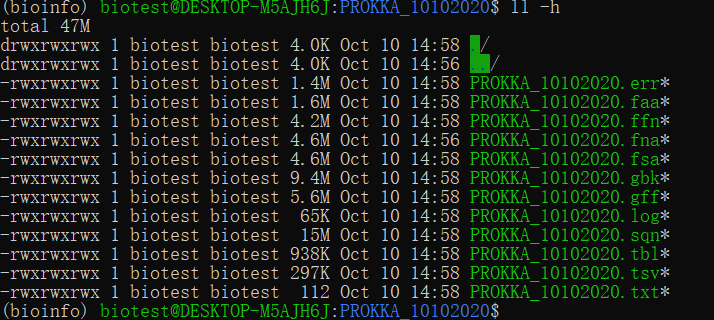 (bioinfo) biotest@DESKTOP-M5AJH6J:PROKKA_10102020$ ll -h
total 47M
drwxrwxrwx 1 biotest biotest 4.0K Oct 10 14:58 ./
drwxrwxrwx 1 biotest biotest 4.0K Oct 10 14:56 ../
-rwxrwxrwx 1 biotest biotest 1.4M Oct 10 14:58 PROKKA_10102020.err*
-rwxrwxrwx 1 biotest biotest 1.6M Oct 10 14:58 PROKKA_10102020.faa*
-rwxrwxrwx 1 biotest biotest 4.2M Oct 10 14:58 PROKKA_10102020.ffn*
-rwxrwxrwx 1 biotest biotest 4.6M Oct 10 14:56 PROKKA_10102020.fna*
-rwxrwxrwx 1 biotest biotest 4.6M Oct 10 14:58 PROKKA_10102020.fsa*
-rwxrwxrwx 1 biotest biotest 9.4M Oct 10 14:58 PROKKA_10102020.gbk*
-rwxrwxrwx 1 biotest biotest 5.6M Oct 10 14:58 PROKKA_10102020.gff*
-rwxrwxrwx 1 biotest biotest  65K Oct 10 14:58 PROKKA_10102020.log*
-rwxrwxrwx 1 biotest biotest  15M Oct 10 14:58 PROKKA_10102020.sqn*
-rwxrwxrwx 1 biotest biotest 938K Oct 10 14:58 PROKKA_10102020.tbl*
-rwxrwxrwx 1 biotest biotest 297K Oct 10 14:58 PROKKA_10102020.tsv*
-rwxrwxrwx 1 biotest biotest  112 Oct 10 14:58 PROKKA_10102020.txt*
(bioinfo) biotest@DESKTOP-M5AJH6J:PROKKA_10102020$